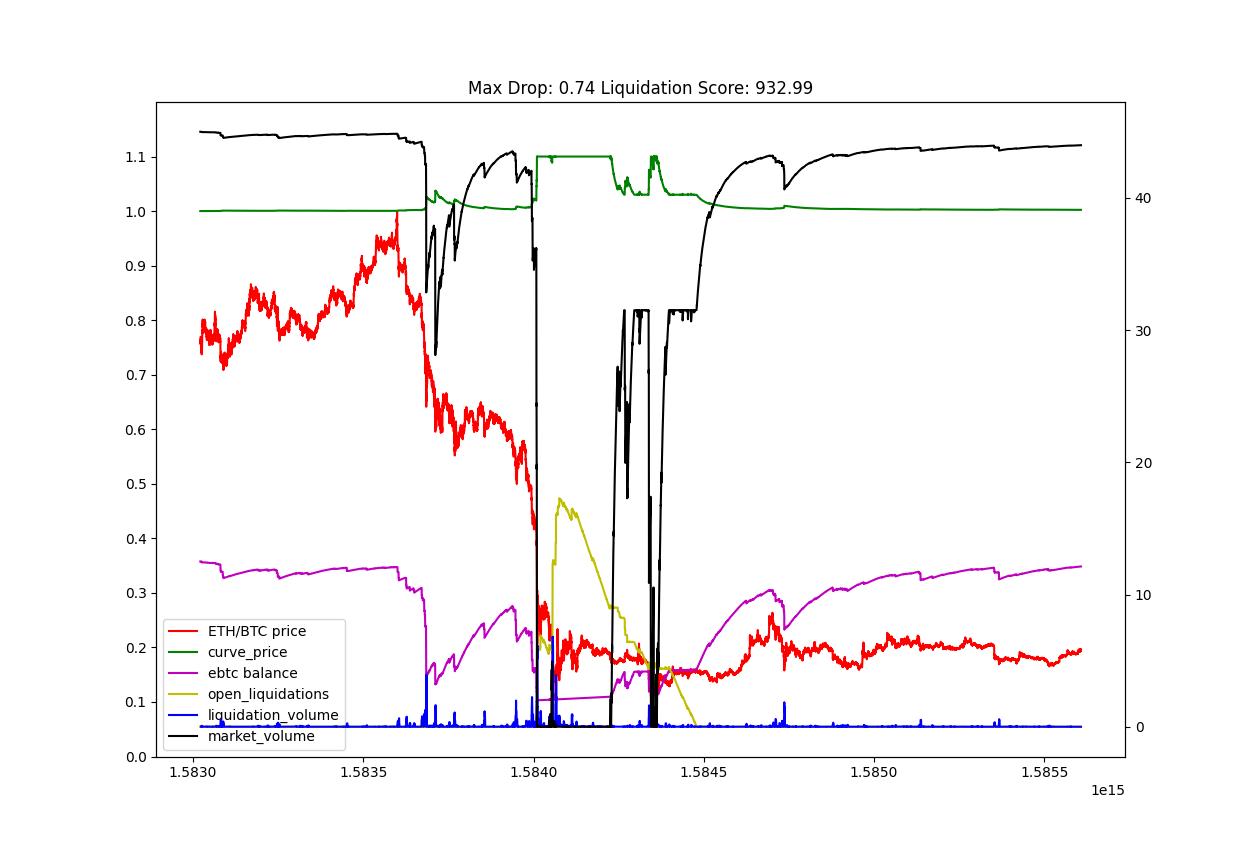 Max Drop: 0.74 Liquidation Score: 932.99
1.1
1.0
0.9
0.8
0.7
0.6
0.5
0.4
0.3
0.2
0.1
0.0
40
30
20
10
0
ETH/BTC price
curve_price
ebtc balance
open_liquidations
liquidation_volume
market_volume
1.5830 1.5835 1.5840 1.5845 1.5850 1.5855
1e15